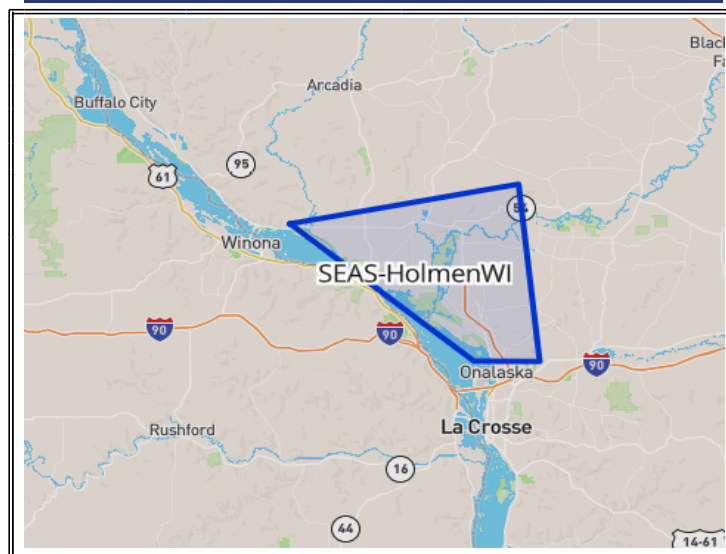 Black
Fa
Arcadia
Buffalo City
95
61
54
Winona
SEAS-HolmenWI
90
90
90
Onalaska
La Crosse
Rushford
16
44
14-61